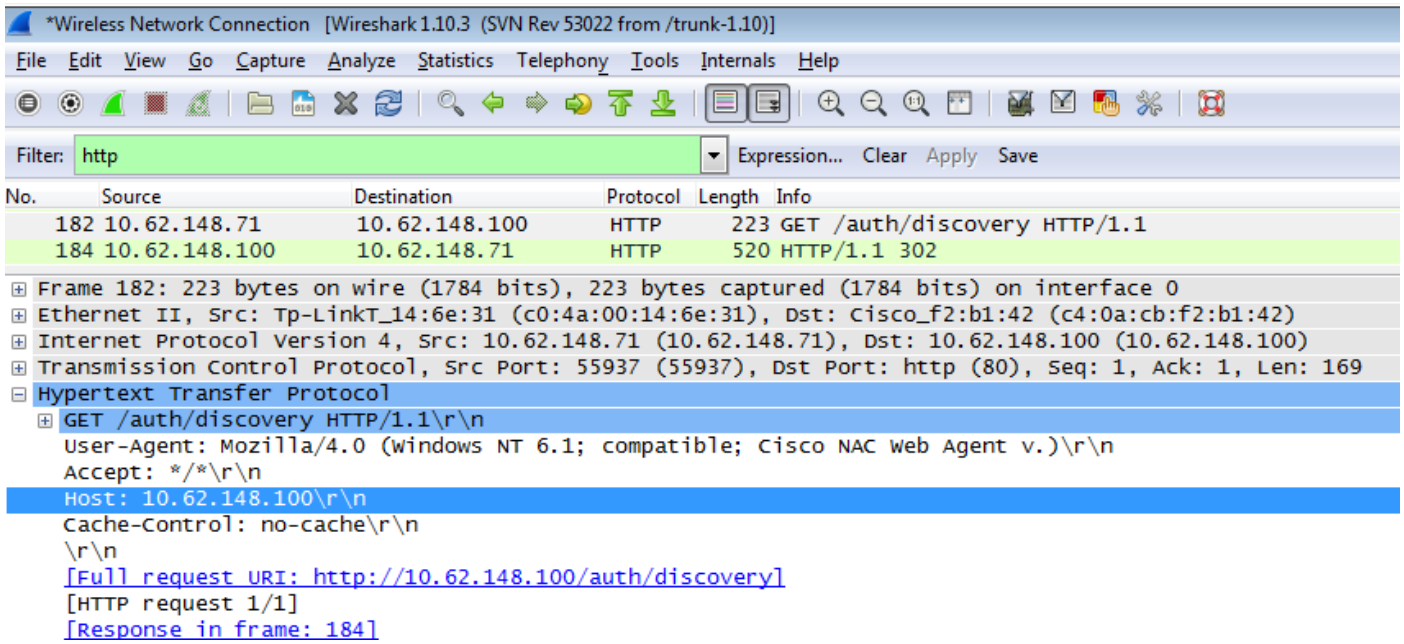 *Wireless Network Connection [Wireshark 1.10.3 (SVN Rev 53022 from /trunk-1.10)]
File Edit View Go Capture Analyze Statistics Telephony Tools Internals Help
Filter: http Expression... Clear Apply Save
No. Source Destination Protocol Length Info
182 10.62.148.71 10.62.148.100 HTTP 223 GET /auth/discovery HTTP/1.1
184 10.62.148.100 10.62.148.71 HTTP 520 HTTP/1.1 302
Frame 182: 223 bytes on wire (1784 bits), 223 bytes captured (1784 bits) on interface 0
Ethernet II, Src: Tp-LinkT_14:6e:31 (c0:4a:00:14:6e:31), Dst: Cisco_f2:b1:42 (c4:0a:cb:f2:b1:42)
Internet Protocol Version 4, Src: 10.62.148.71 (10.62.148.71), Dst: 10.62.148.100 (10.62.148.100)
Transmission Control Protocol, Src Port: 55937 (55937), Dst Port: http (80), Seq: 1, Ack: 1, Len: 169
Hypertext Transfer Protocol
GET /auth/discovery HTTP/1.1\r\n
User-Agent: Mozilla/4.0 (Windows NT 6.1; compatible; Cisco NAC Web Agent v.)\r\n
Accept: */*\r\n
Host: 10.62.148.100\r\n
Cache-Control: no-cache\r\n
\r\n
[Full request URI: http://10.62.148.100/auth/discovery]
[HTTP request 1/1]
[Response in frame: 184]